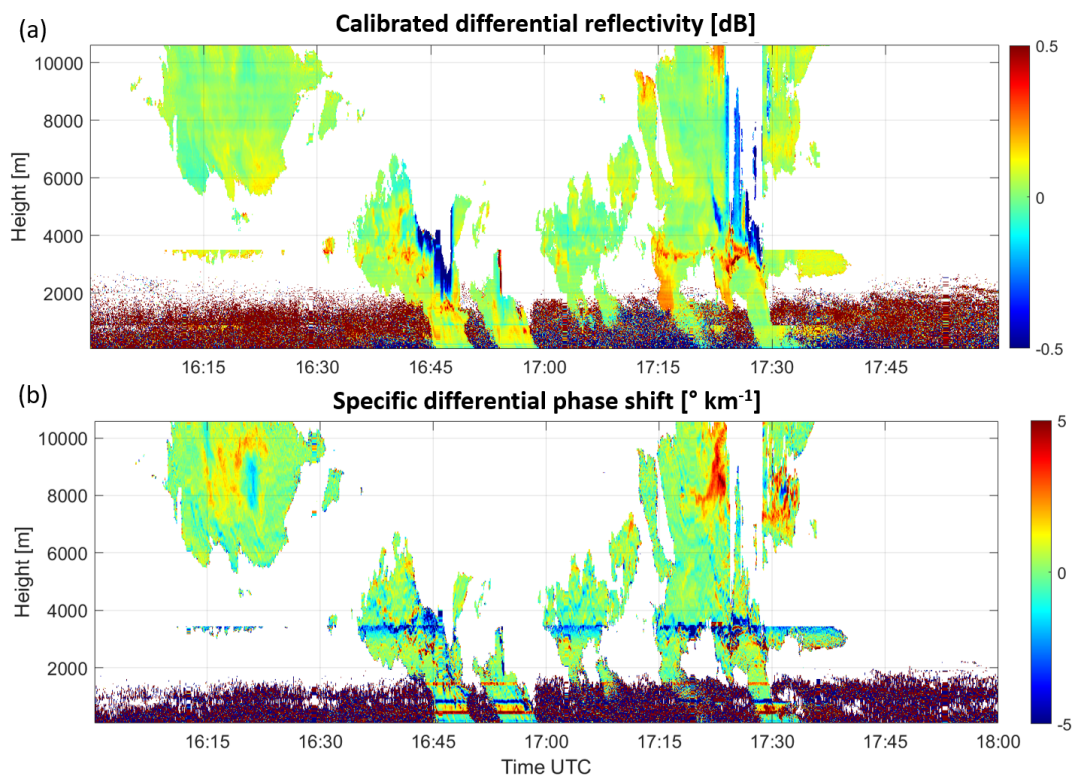 (a)
Calibrated differential reflectivity [dB]
10000
8000
6000
4000
2000
Height [m]
0.5
0
-0.5
16:15 16:30 16:45 17:00 17:15 17:30 17:45
(b)
Specific differential phase shift [° km⁻¹]
10000
8000
6000
4000
2000
Height [m]
5
0
-5
16:15 16:30 16:45 17:00 17:15 17:30 17:45 18:00
Time UTC